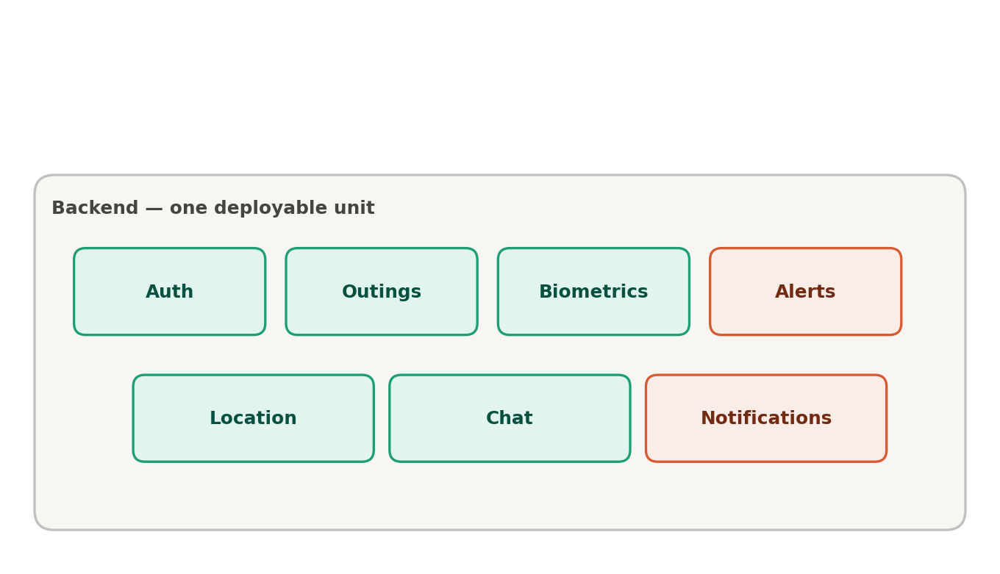 Backend — one deployable unit
Auth
Outings
Biometrics
Alerts
Location
Chat
Notifications